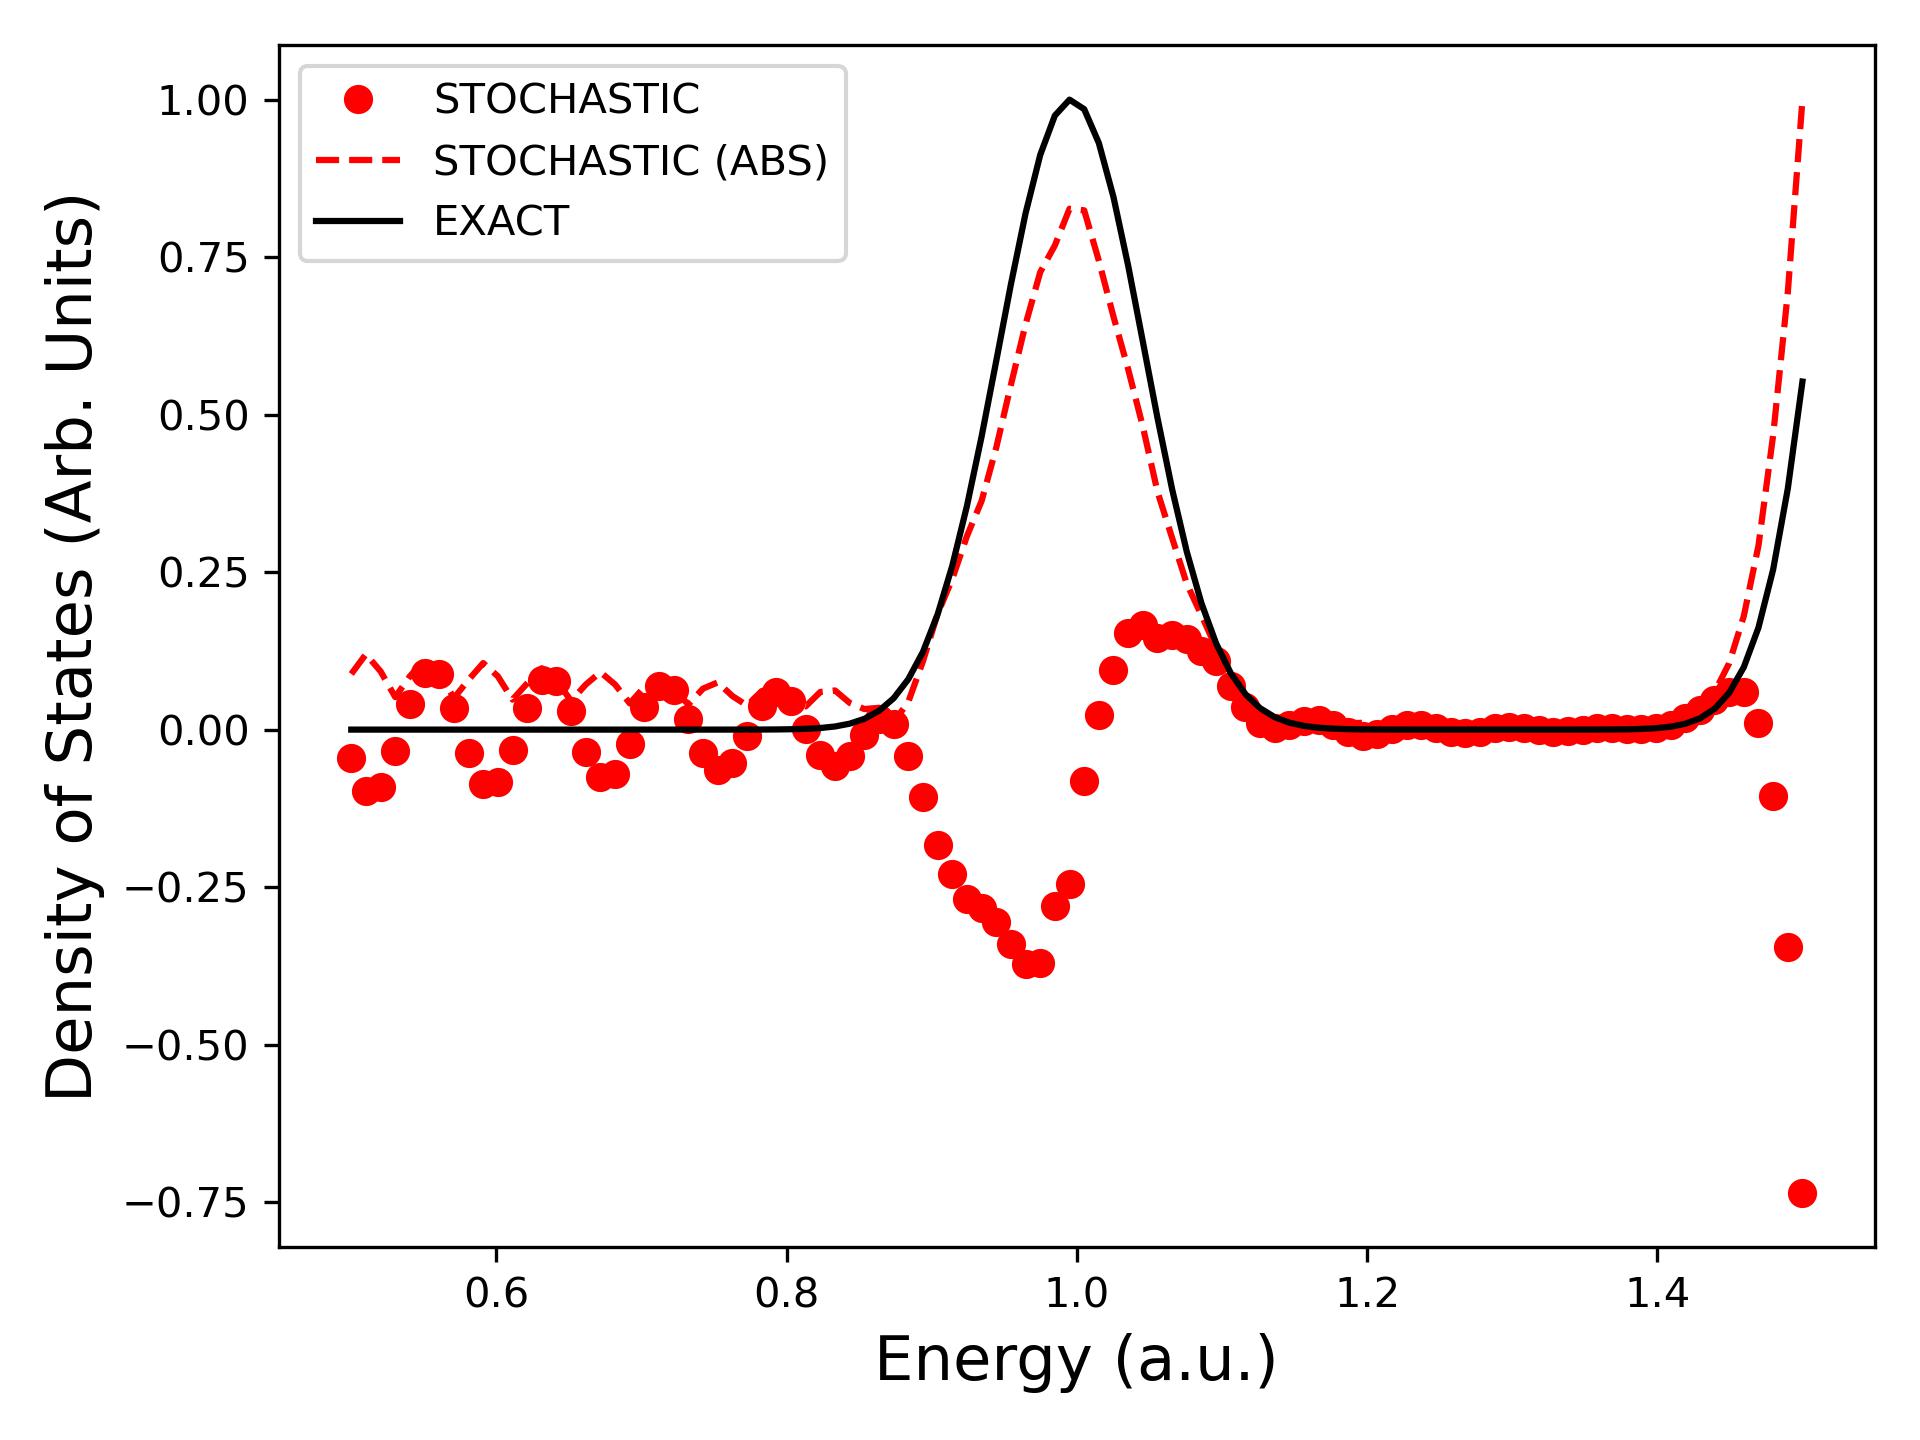 STOCHASTIC
STOCHASTIC (ABS)
EXACT
Density of States (Arb. Units)
1.00
0.75
0.50
0.25
0.00
−0.25
−0.50
−0.75
0.6 0.8 1.0 1.2 1.4
Energy (a.u.)